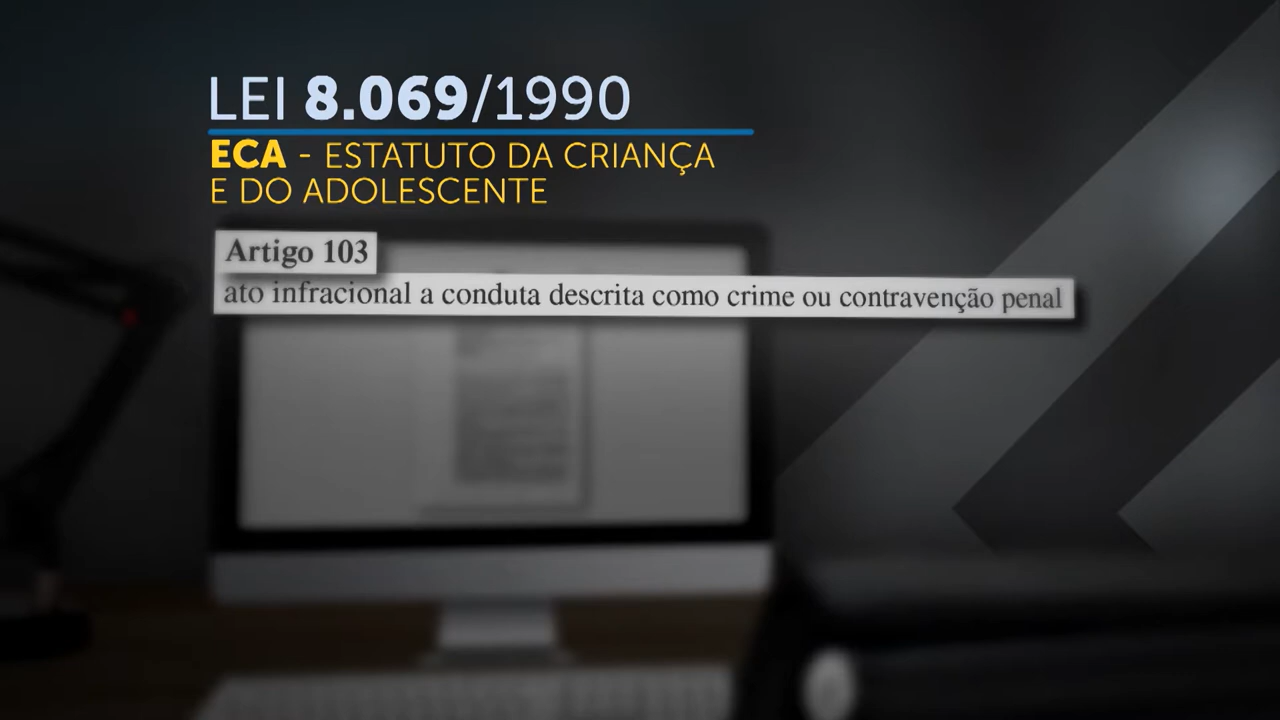 LEI 8.069/1990
ECA - ESTATUTO DA CRIANÇA
E DO ADOLESCENTE
Artigo 103
ato infracional a conduta descrita como crime ou contravenção penal